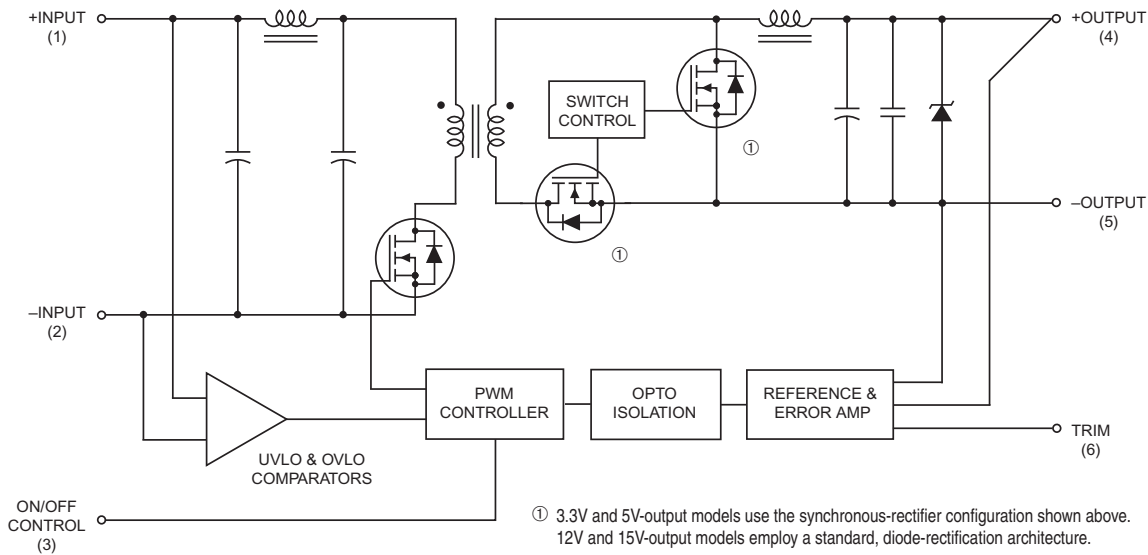 +INPUT
(1)
+OUTPUT
(4)
SWITCH
CONTROL
①
–OUTPUT
(5)
①
–INPUT
(2)
PWM
CONTROLLER
OPTO
ISOLATION
REFERENCE &
ERROR AMP
TRIM
(6)
UVLO & OVLO
COMPARATORS
ON/OFF
CONTROL
(3)
① 3.3V and 5V-output models use the synchronous-rectifier configuration shown above.
12V and 15V-output models employ a standard, diode-rectification architecture.